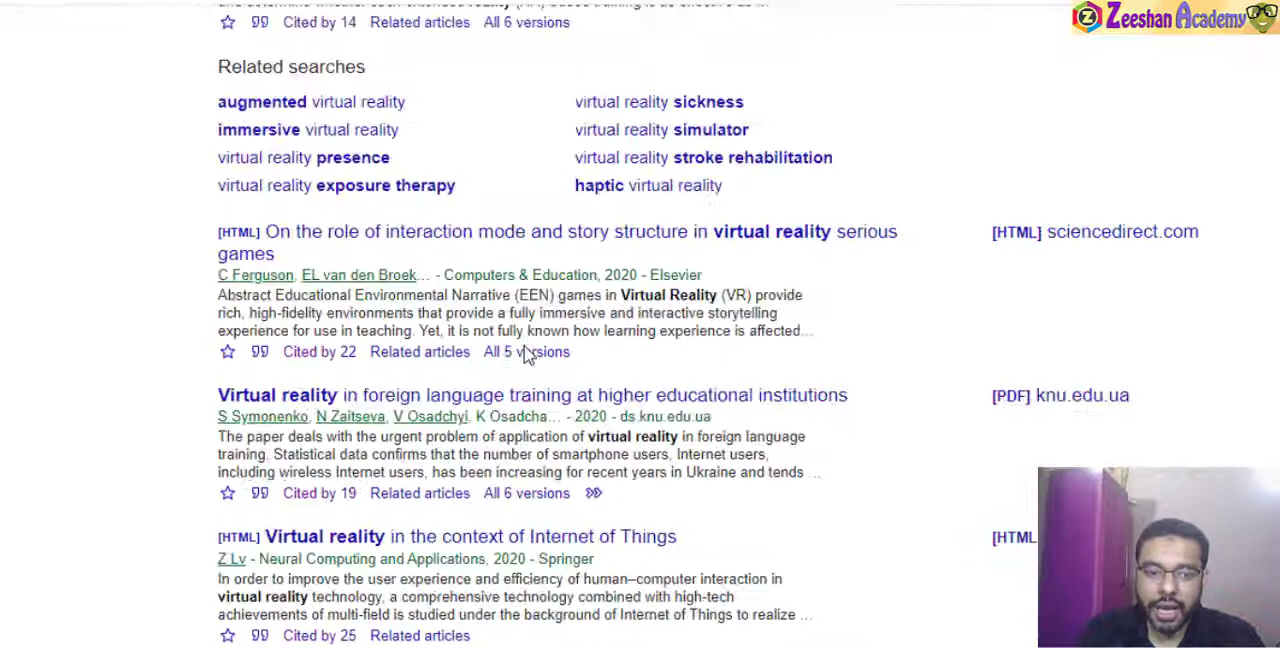 Zeeshan Academy
Cited by 14 Related articles All 6 versions
Related searches
augmented virtual reality virtual reality sickness
immersive virtual reality virtual reality simulator
virtual reality presence virtual reality stroke rehabilitation
virtual reality exposure therapy haptic virtual reality
[HTML] On the role of interaction mode and story structure in virtual reality serious [HTML] sciencedirect.com
games
C Ferguson, EL van den Broek… - Computers & Education, 2020 - Elsevier
Abstract Educational Environmental Narrative (EEN) games in Virtual Reality (VR) provide
rich, high-fidelity environments that provide a fully immersive and interactive storytelling
experience for use in teaching. Yet, it is not fully known how learning experience is affected…
Cited by 22 Related articles All 5 versions
Virtual reality in foreign language training at higher educational institutions [PDF] knu.edu.ua
S Symonenko, N Zaitseva, V Osadchyi, K Osadcha… - 2020 - ds.knu.edu.ua
The paper deals with the urgent problem of application of virtual reality in foreign language
training. Statistical data confirms that the number of smartphone users, Internet users,
including wireless Internet users, has been increasing for recent years in Ukraine and tends …
Cited by 19 Related articles All 6 versions
[HTML] Virtual reality in the context of Internet of Things [HTML
Z Lv - Neural Computing and Applications, 2020 - Springer
In order to improve the user experience and efficiency of human–computer interaction in
virtual reality technology, a comprehensive technology combined with high-tech
achievements of multi-field is studied under the background of Internet of Things to realize …
Cited by 25 Related articles